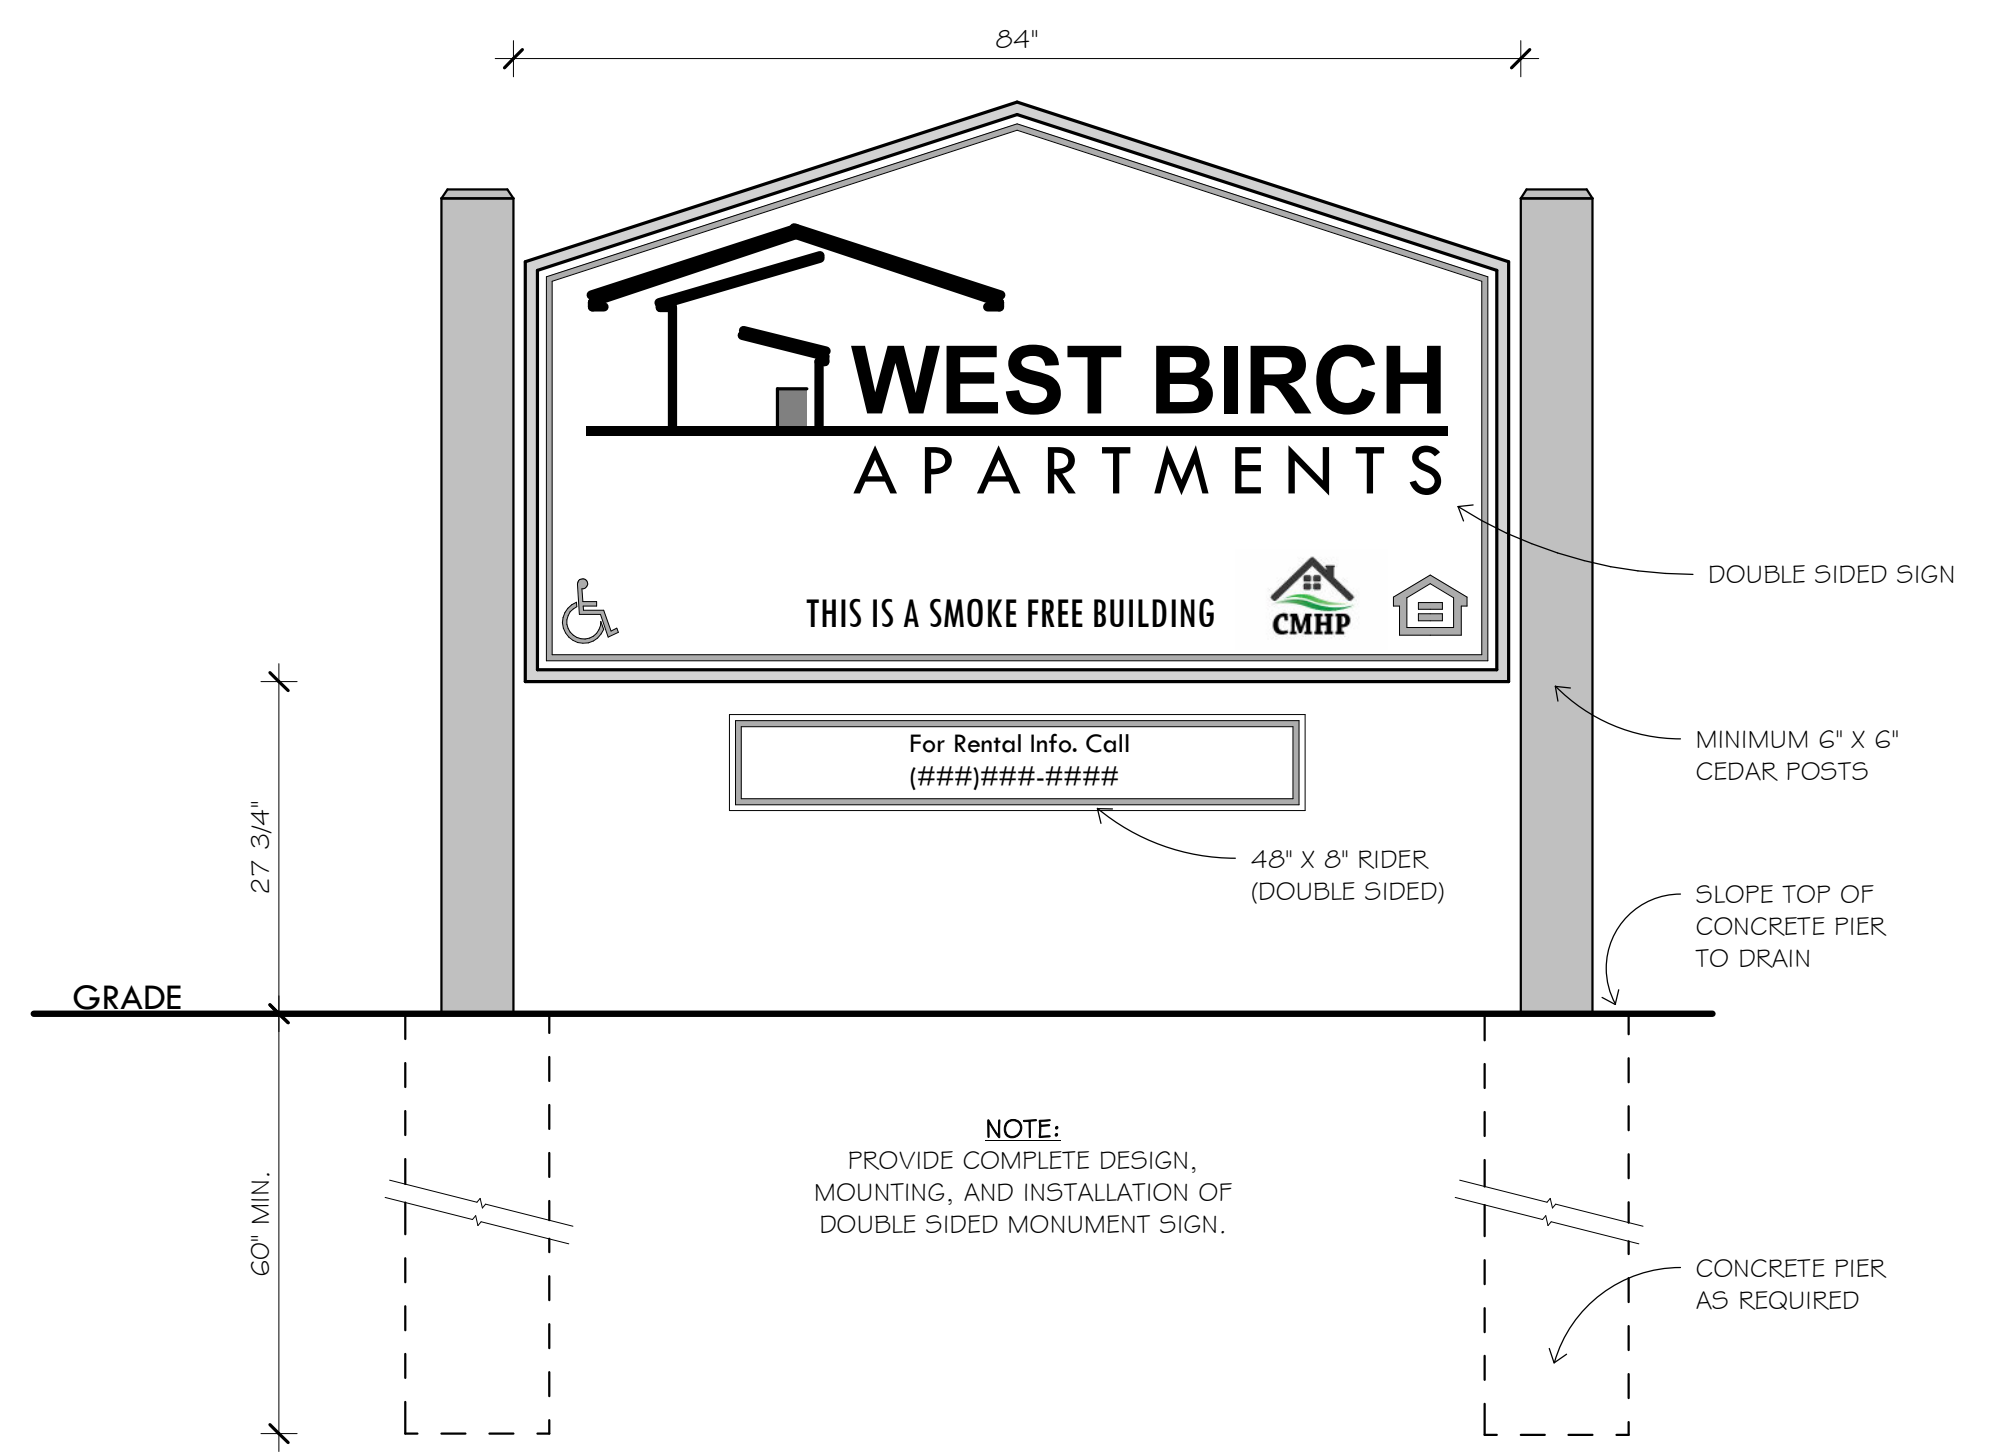 84"
WEST BIRCH
APARTMENTS
DOUBLE SIDED SIGN
THIS IS A SMOKE FREE BUILDING
CMHP
MINIMUM 6" X 6"
CEDAR POSTS
For Rental Info. Call
(###)###-####
27 3/4"
48" X 8" RIDER
(DOUBLE SIDED)
SLOPE TOP OF
CONCRETE PIER
TO DRAIN
GRADE
NOTE:
PROVIDE COMPLETE DESIGN,
MOUNTING, AND INSTALLATION OF
DOUBLE SIDED MONUMENT SIGN.
60" MIN.
CONCRETE PIER
AS REQUIRED